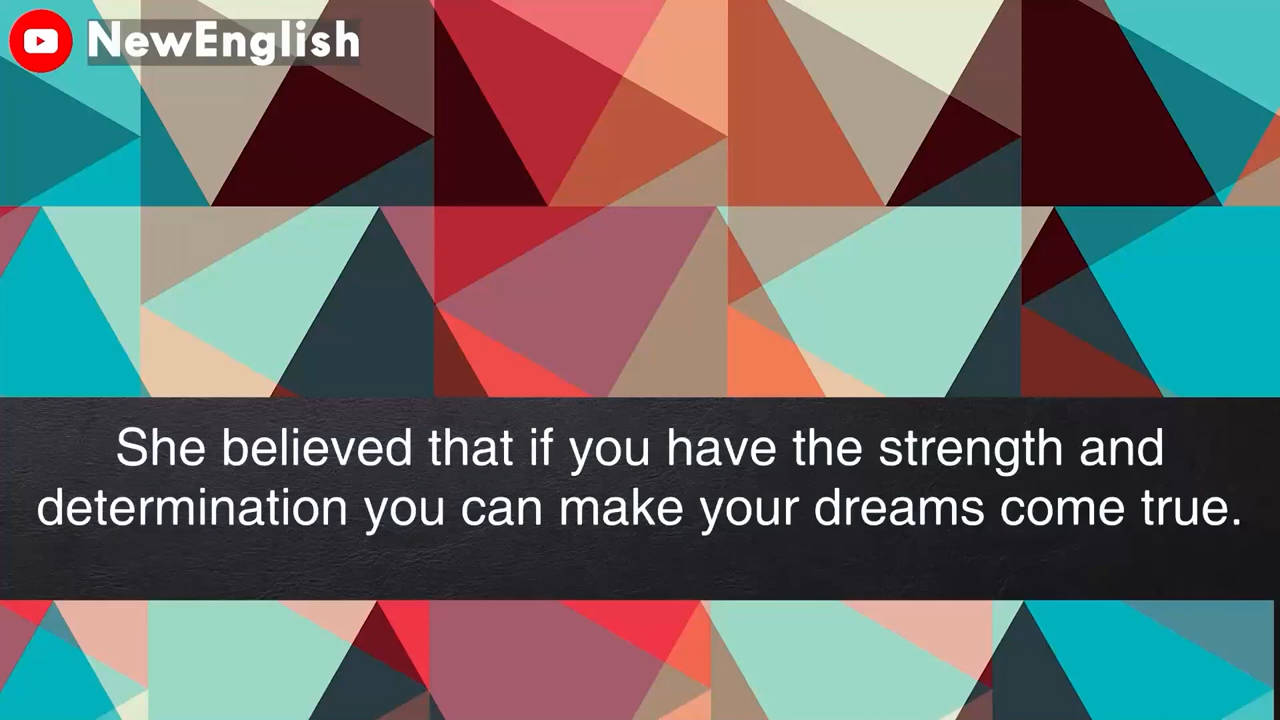 NewEnglish
She believed that if you have the strength and
determination you can make your dreams come true.